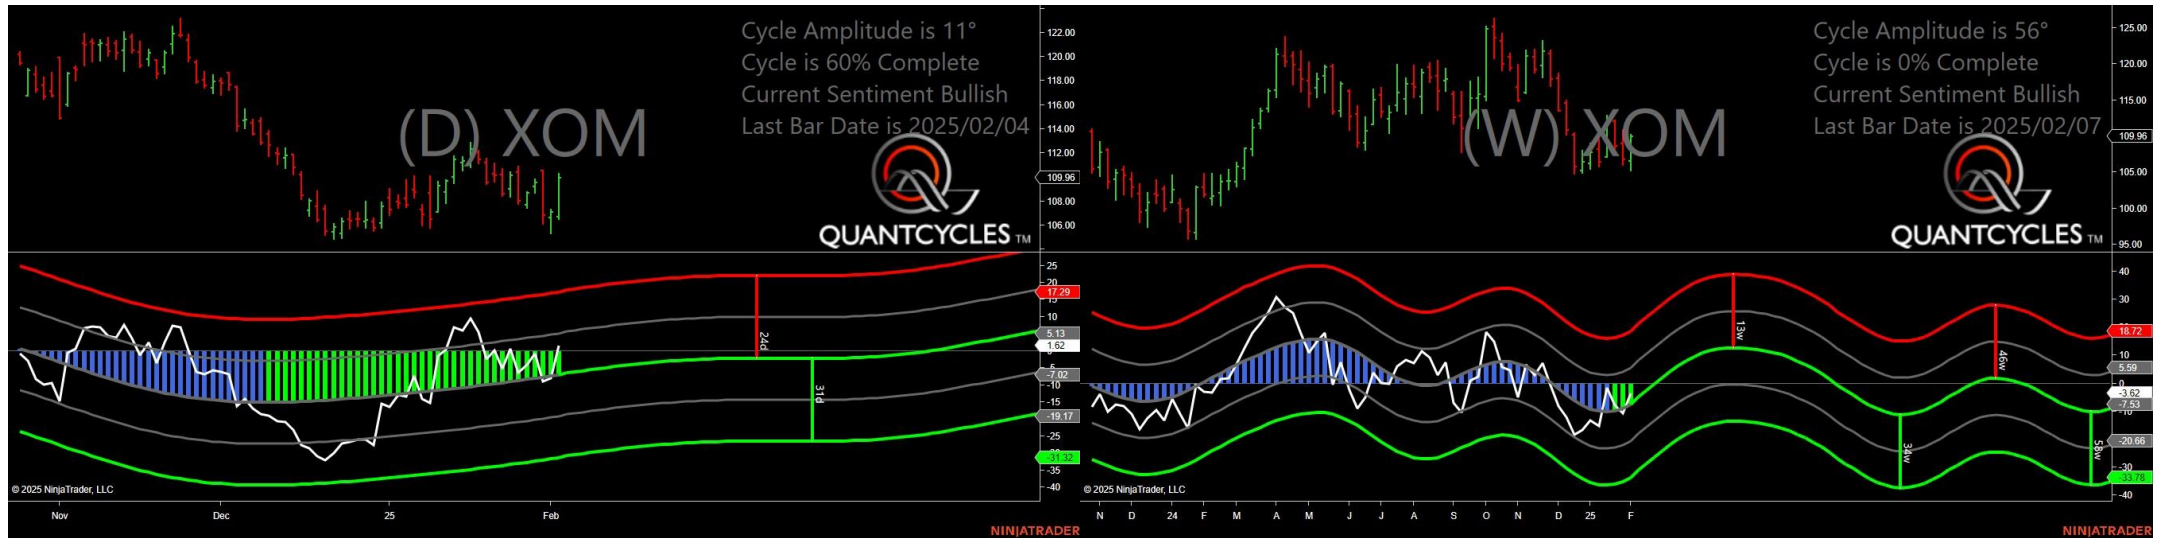 Cycle Amplitude is 11°
Cycle is 60% Complete
Current Sentiment Bullish
Last Bar Date is 2025/02/04
(D) XOM
QUANTCYCLES TM
122.00
120.00
118.00
116.00
114.00
112.00
109.96
108.00
106.00
25
20
17.29
15
10
5.13
1.62
-7.02
-10
-15
-19.17
-25
-31.32
-35
-40
24d
31d
© 2025 NinjaTrader, LLC
Nov
Dec
25
Feb
NINJATRADER
Cycle Amplitude is 56°
Cycle is 0% Complete
Current Sentiment Bullish
Last Bar Date is 2025/02/07
(W) XOM
QUANTCYCLES TM
125.00
120.00
115.00
109.96
105.00
100.00
95.00
40
30
18.72
10
5.59
0
-3.62
-7.53
-10
-20.66
-30
-33.78
-40
13w
34w
46w
58w
© 2025 NinjaTrader, LLC
N D 24 F M A M J J A S O N D 25 F
NINJATRADER